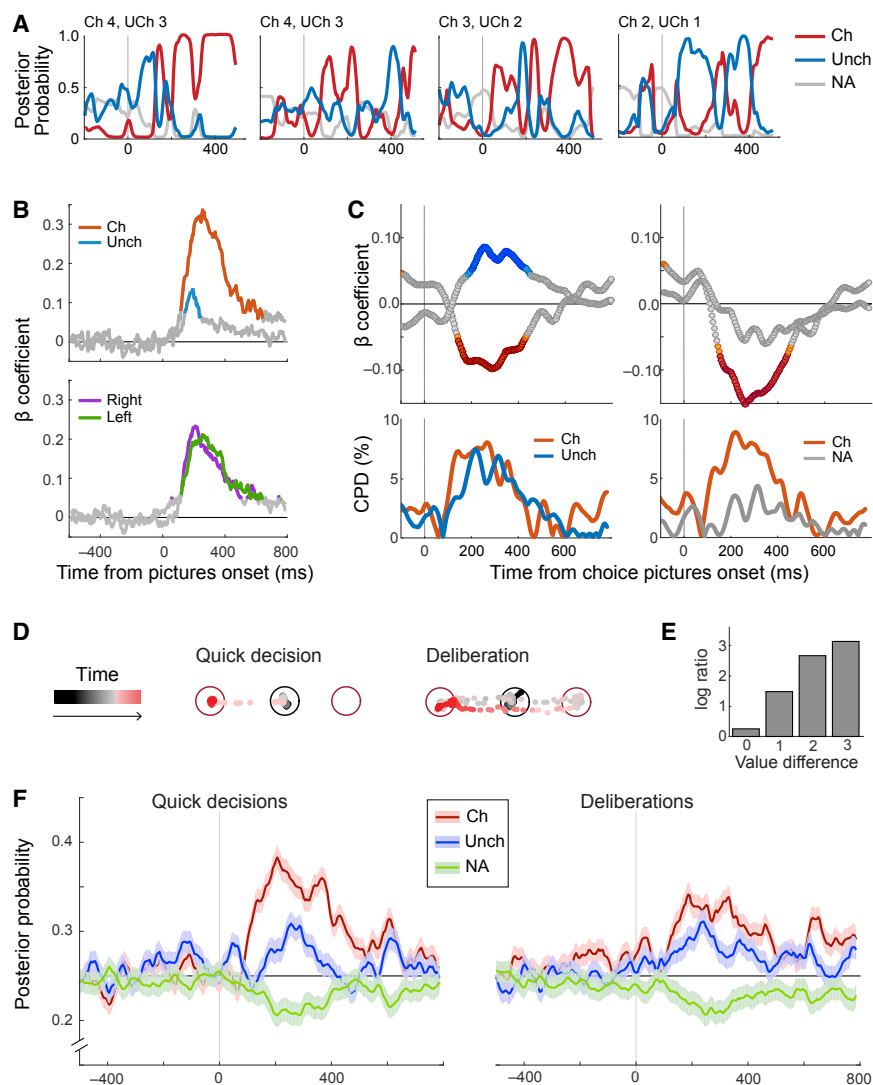 A
Ch 4, UCh 3
Ch 4, UCh 3
Ch 3, UCh 2
Ch 2, UCh 1
Posterior
Probability
1.0
0.5
0
0
400
0
400
0
400
0
400
Ch
Unch
NA
B
β coefficient
0.3
0.2
0.1
0
Ch
Unch
0.2
0.1
0
Right
Left
−600
−400
0
400
800
Time from pictures onset (ms)
C
β coefficient
0.10
0.0
−0.10
0.10
0.0
−0.10
CPD (%)
10
5
0
Ch
Unch
0
200
400
600
10
5
0
Ch
NA
0
200
400
600
Time from choice pictures onset (ms)
D
Time
Quick decision
Deliberation
E
log ratio
3
2
1
0
0
1
2
3
Value difference
F
Quick decisions
Deliberations
Ch
Unch
NA
Posterior probability
0.4
0.3
0.2
−400
0
400
−400
0
400
800